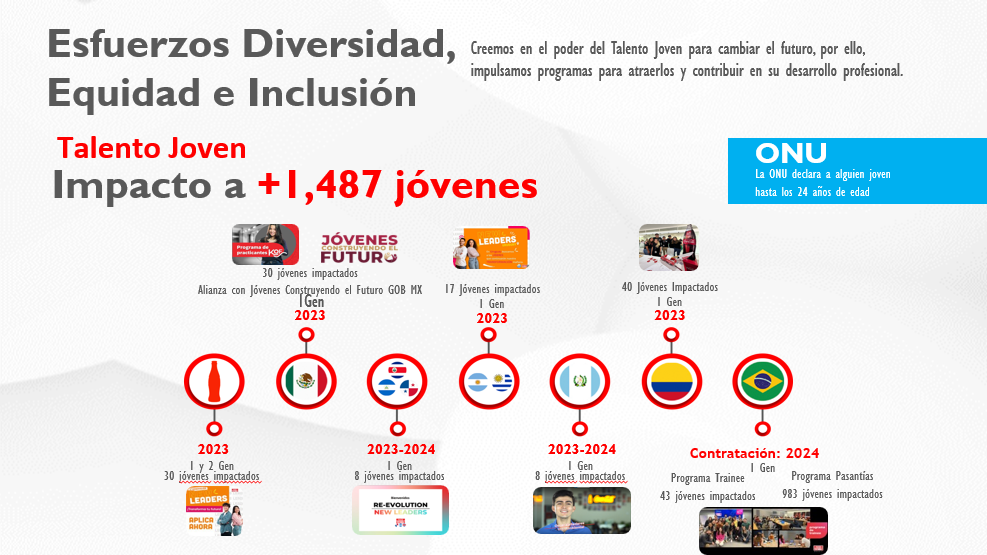 Esfuerzos Diversidad,
Equidad e Inclusión
Creemos en el poder del Talento Joven para cambiar el futuro, por ello,
impulsamos programas para atraerlos y contribuir en su desarrollo profesional.
Talento Joven
Impacto a +1,487 jóvenes
ONU
La ONU declara a alguien joven
hasta los 24 años de edad
Programa de
practicantes
JÓVENES
CONSTRUYENDO EL
FUTURO
30 jóvenes impactados
Alianza con Jóvenes Construyendo el Futuro GOB MX
1Gen
2023
LEADERS
17 Jóvenes impactados
1 Gen
2023
40 Jóvenes Impactados
1 Gen
2023
2023
1 y 2 Gen
30 jóvenes impactados
LEADERS
APLICA
AHORA
2023-2024
1 Gen
8 jóvenes impactados
RE-EVOLUTION
NEW LEADERS
2023-2024
1 Gen
8 jóvenes impactados
Contratación: 2024
1 Gen
Programa Trainee
43 jóvenes impactados
Programa Pasantías
983 jóvenes impactados